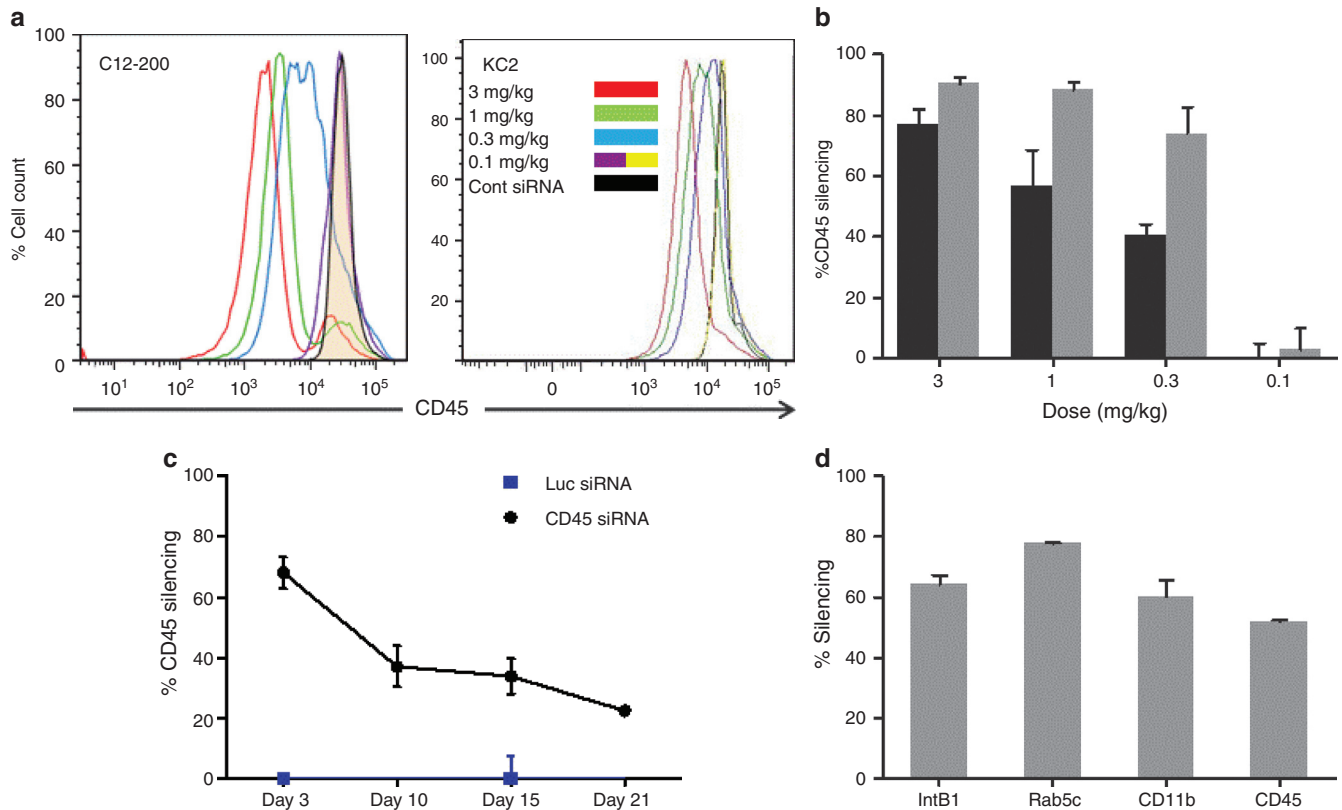 a
C12-200
% Cell count
100
80
60
40
20
0
10¹ 10² 10³ 10⁴ 10⁵
KC2
3 mg/kg
1 mg/kg
0.3 mg/kg
0.1 mg/kg
Cont siRNA
100
80
60
40
20
0
0 10³ 10⁴ 10⁵
CD45
b
%CD45 silencing
100
80
60
40
20
0
3 1 0.3 0.1
Dose (mg/kg)
c
% CD45 silencing
100
80
60
40
20
0
Luc siRNA
CD45 siRNA
Day 3 Day 10 Day 15 Day 21
d
% Silencing
100
80
60
40
20
0
IntB1 Rab5c CD11b CD45